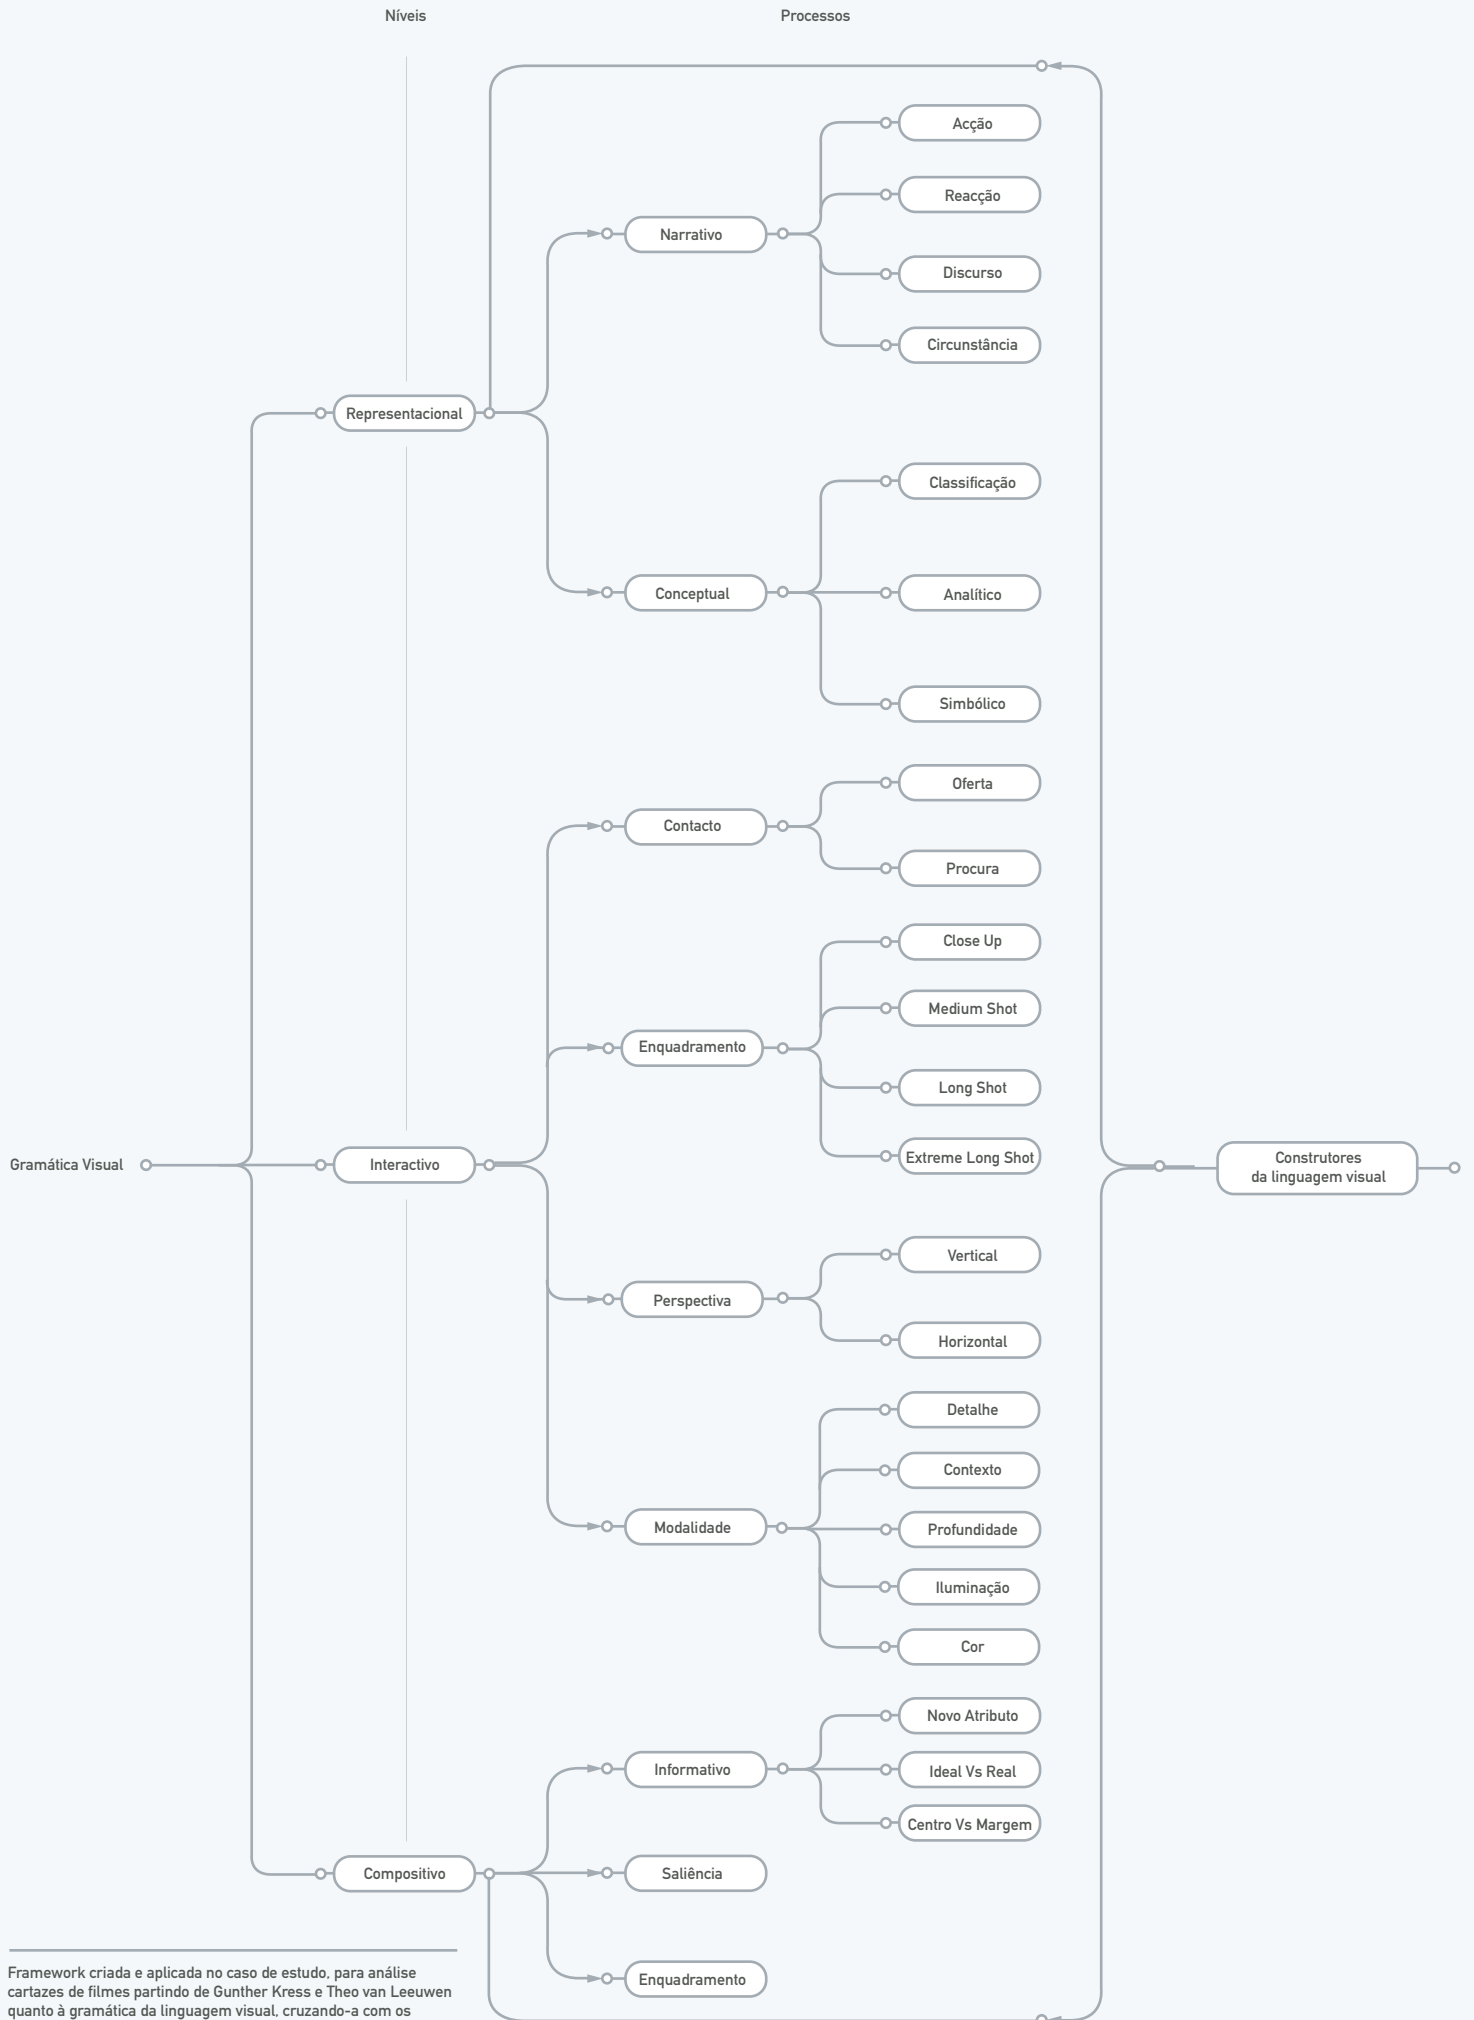 Níveis
Processos
Acção
Reacção
Narrativo
Discurso
Circunstância
Representacional
Classificação
Conceptual
Analítico
Simbólico
Oferta
Contacto
Procura
Close Up
Medium Shot
Enquadramento
Long Shot
Extreme Long Shot
Gramática Visual
Interactivo
Construtores
da linguagem visual
Vertical
Perspectiva
Horizontal
Detalhe
Contexto
Modalidade
Profundidade
Iluminação
Cor
Novo Atributo
Informativo
Ideal Vs Real
Centro Vs Margem
Compositivo
Saliência
Enquadramento
Framework criada e aplicada no caso de estudo, para análise
cartazes de filmes partindo de Gunther Kress e Theo van Leeuwen
quanto à gramática da linguagem visual, cruzando-a com os